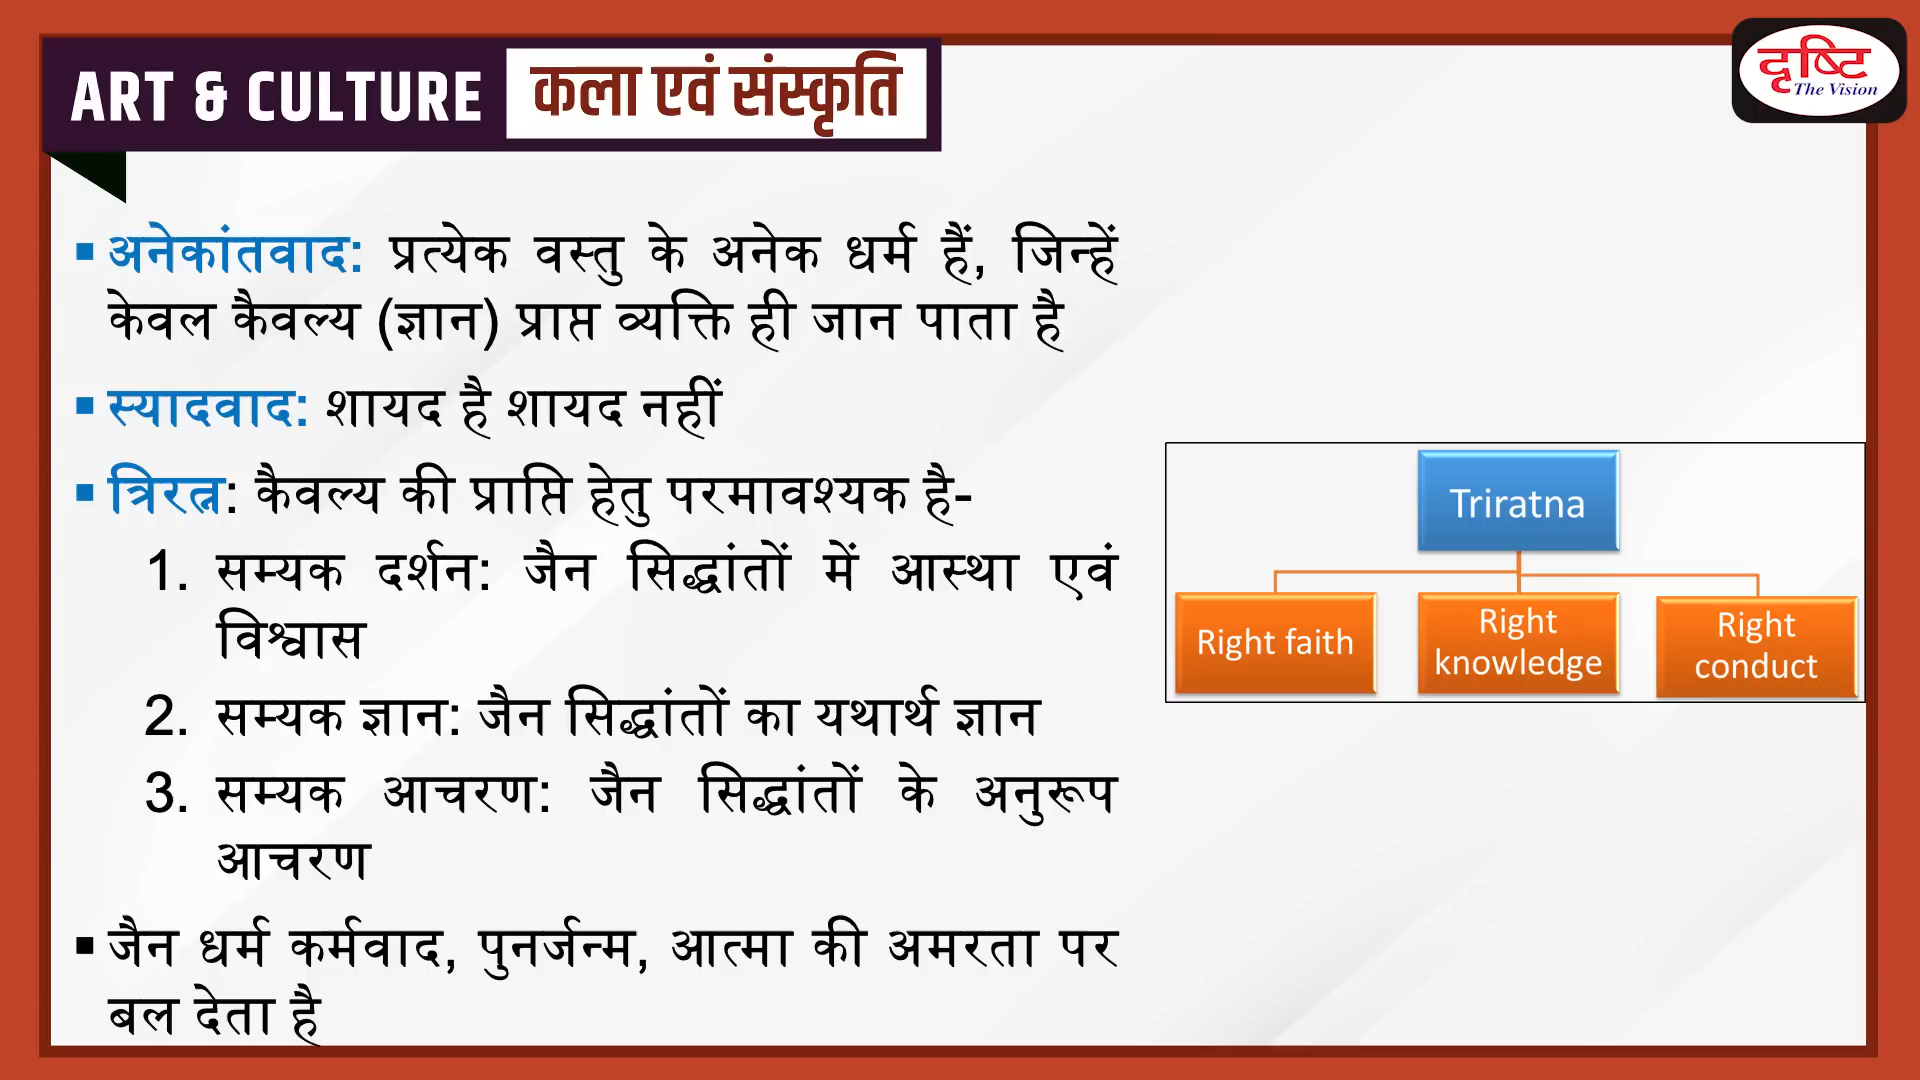 ART & CULTURE कला एवं संस्कृति
दृष्टि
The Vision
▪ अनेकांतवाद: प्रत्येक वस्तु के अनेक धर्म हैं, जिन्हें
केवल कैवल्य (ज्ञान) प्राप्त व्यक्ति ही जान पाता है
▪ स्यादवाद: शायद है शायद नहीं
▪ त्रिरत्न: कैवल्य की प्राप्ति हेतु परमावश्यक है-
1. सम्यक दर्शन: जैन सिद्धांतों में आस्था एवं
विश्वास
2. सम्यक ज्ञान: जैन सिद्धांतों का यथार्थ ज्ञान
3. सम्यक आचरण: जैन सिद्धांतों के अनुरूप
आचरण
▪ जैन धर्म कर्मवाद, पुनर्जन्म, आत्मा की अमरता पर
बल देता है
Triratna
Right faith
Right
knowledge
Right
conduct